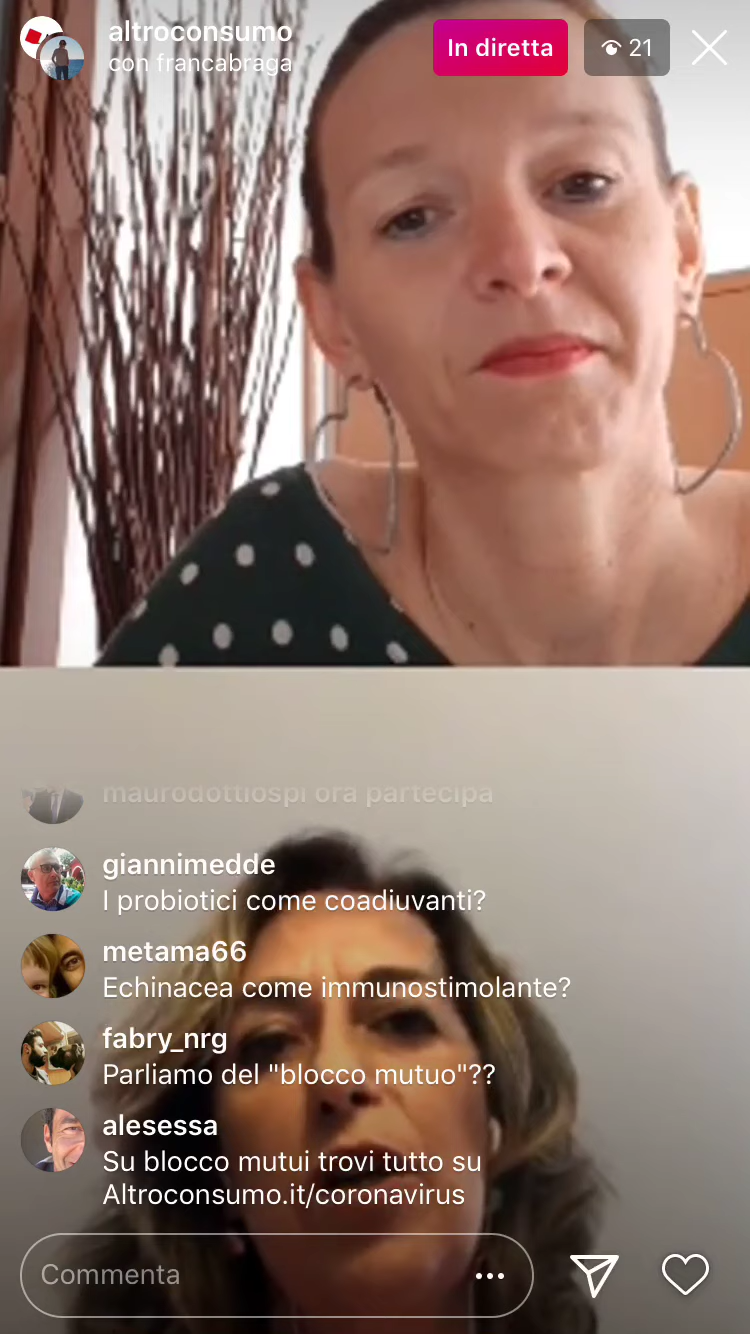 altroconsumo
con francabraga
In diretta
21
maurodottiospi ora partecipa
giannimedde
I probiotici come coadiuvanti?
metama66
Echinacea come immunostimolante?
fabry_nrg
Parliamo del "blocco mutuo"??
alesessa
Su blocco mutui trovi tutto su
Altroconsumo.it/coronavirus
Commenta